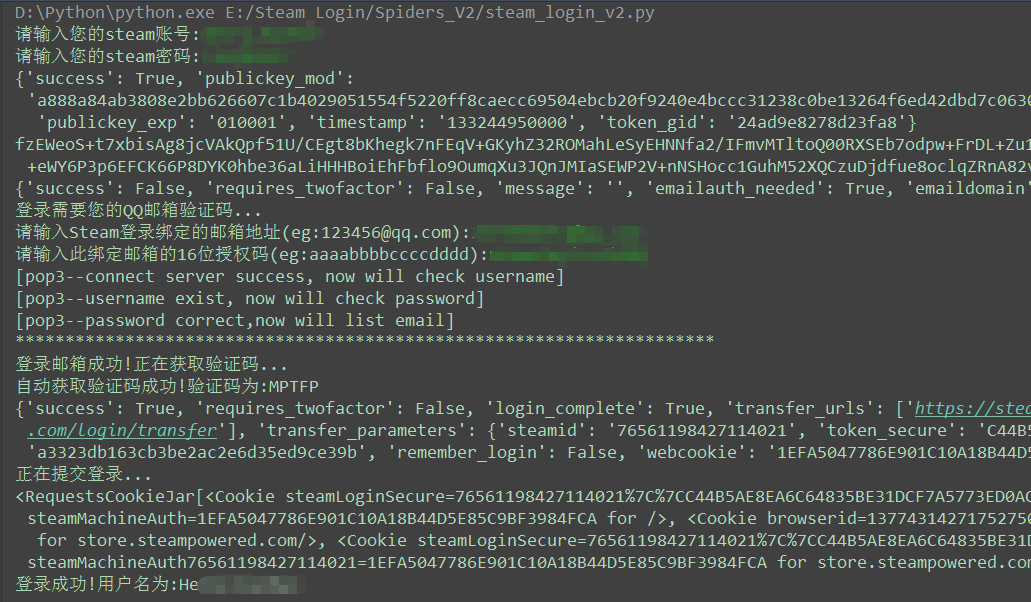 D:\Python\python.exe E:/Steam Login/Spiders_V2/steam_login_v2.py
请输入您的steam账号:
请输入您的steam密码:
{'success': True, 'publickey_mod':
'a888a84ab3808e2bb626607c1b4029051554f5220ff8caecc69504ebcb20f9240e4bccc31238c0be13264f6ed42dbd7c0630
'publickey_exp': '010001', 'timestamp': '133244950000', 'token_gid': '24ad9e8278d23fa8'}
fzEWeoS+t7xbisAg8jcVAkQpf51U/CEgt8bKhegk7nFEqV+GKyhZ32ROMahLeSyEHNNfa2/IFmvMTltoQ00RXSEb7odpw+FrDL+Zu1
+eWY6P3p6EFCK66P8DYK0hbe36aLiHHHBoiEhFbflo9OumqXu3JQnJMIaSEWP2V+nNSHocc1GuhM52XQCzuDjdfue8oclqZRnA82v
{'success': False, 'requires_twofactor': False, 'message': '', 'emailauth_needed': True, 'emaildomain'
登录需要您的QQ邮箱验证码...
请输入Steam登录绑定的邮箱地址(eg:123456@qq.com):
请输入此绑定邮箱的16位授权码(eg:aaaabbbbccccdddd):
[pop3--connect server success, now will check username]
[pop3--username exist, now will check password]
[pop3--password correct,now will list email]
**********************************************************************
登录邮箱成功!正在获取验证码...
自动获取验证码成功!验证码为:MPTFP
{'success': True, 'requires_twofactor': False, 'login_complete': True, 'transfer_urls': ['https://stea
.com/login/transfer'], 'transfer_parameters': {'steamid': '76561198427114021', 'token_secure': 'C44B5
'a3323db163cb3be2ac2e6d35ed9ce39b', 'remember_login': False, 'webcookie': '1EFA5047786E901C10A18B44D5
正在提交登录...
<RequestsCookieJar[<Cookie steamLoginSecure=76561198427114021%7C%7CC44B5AE8EA6C64835BE31DCF7A5773ED0AC
steamMachineAuth=1EFA5047786E901C10A18B44D5E85C9BF3984FCA for />, <Cookie browserid=13774314271752750
for store.steampowered.com/>, <Cookie steamLoginSecure=76561198427114021%7C%7CC44B5AE8EA6C64835BE31D
steamMachineAuth76561198427114021=1EFA5047786E901C10A18B44D5E85C9BF3984FCA for store.steampowered.com
登录成功!用户名为:He